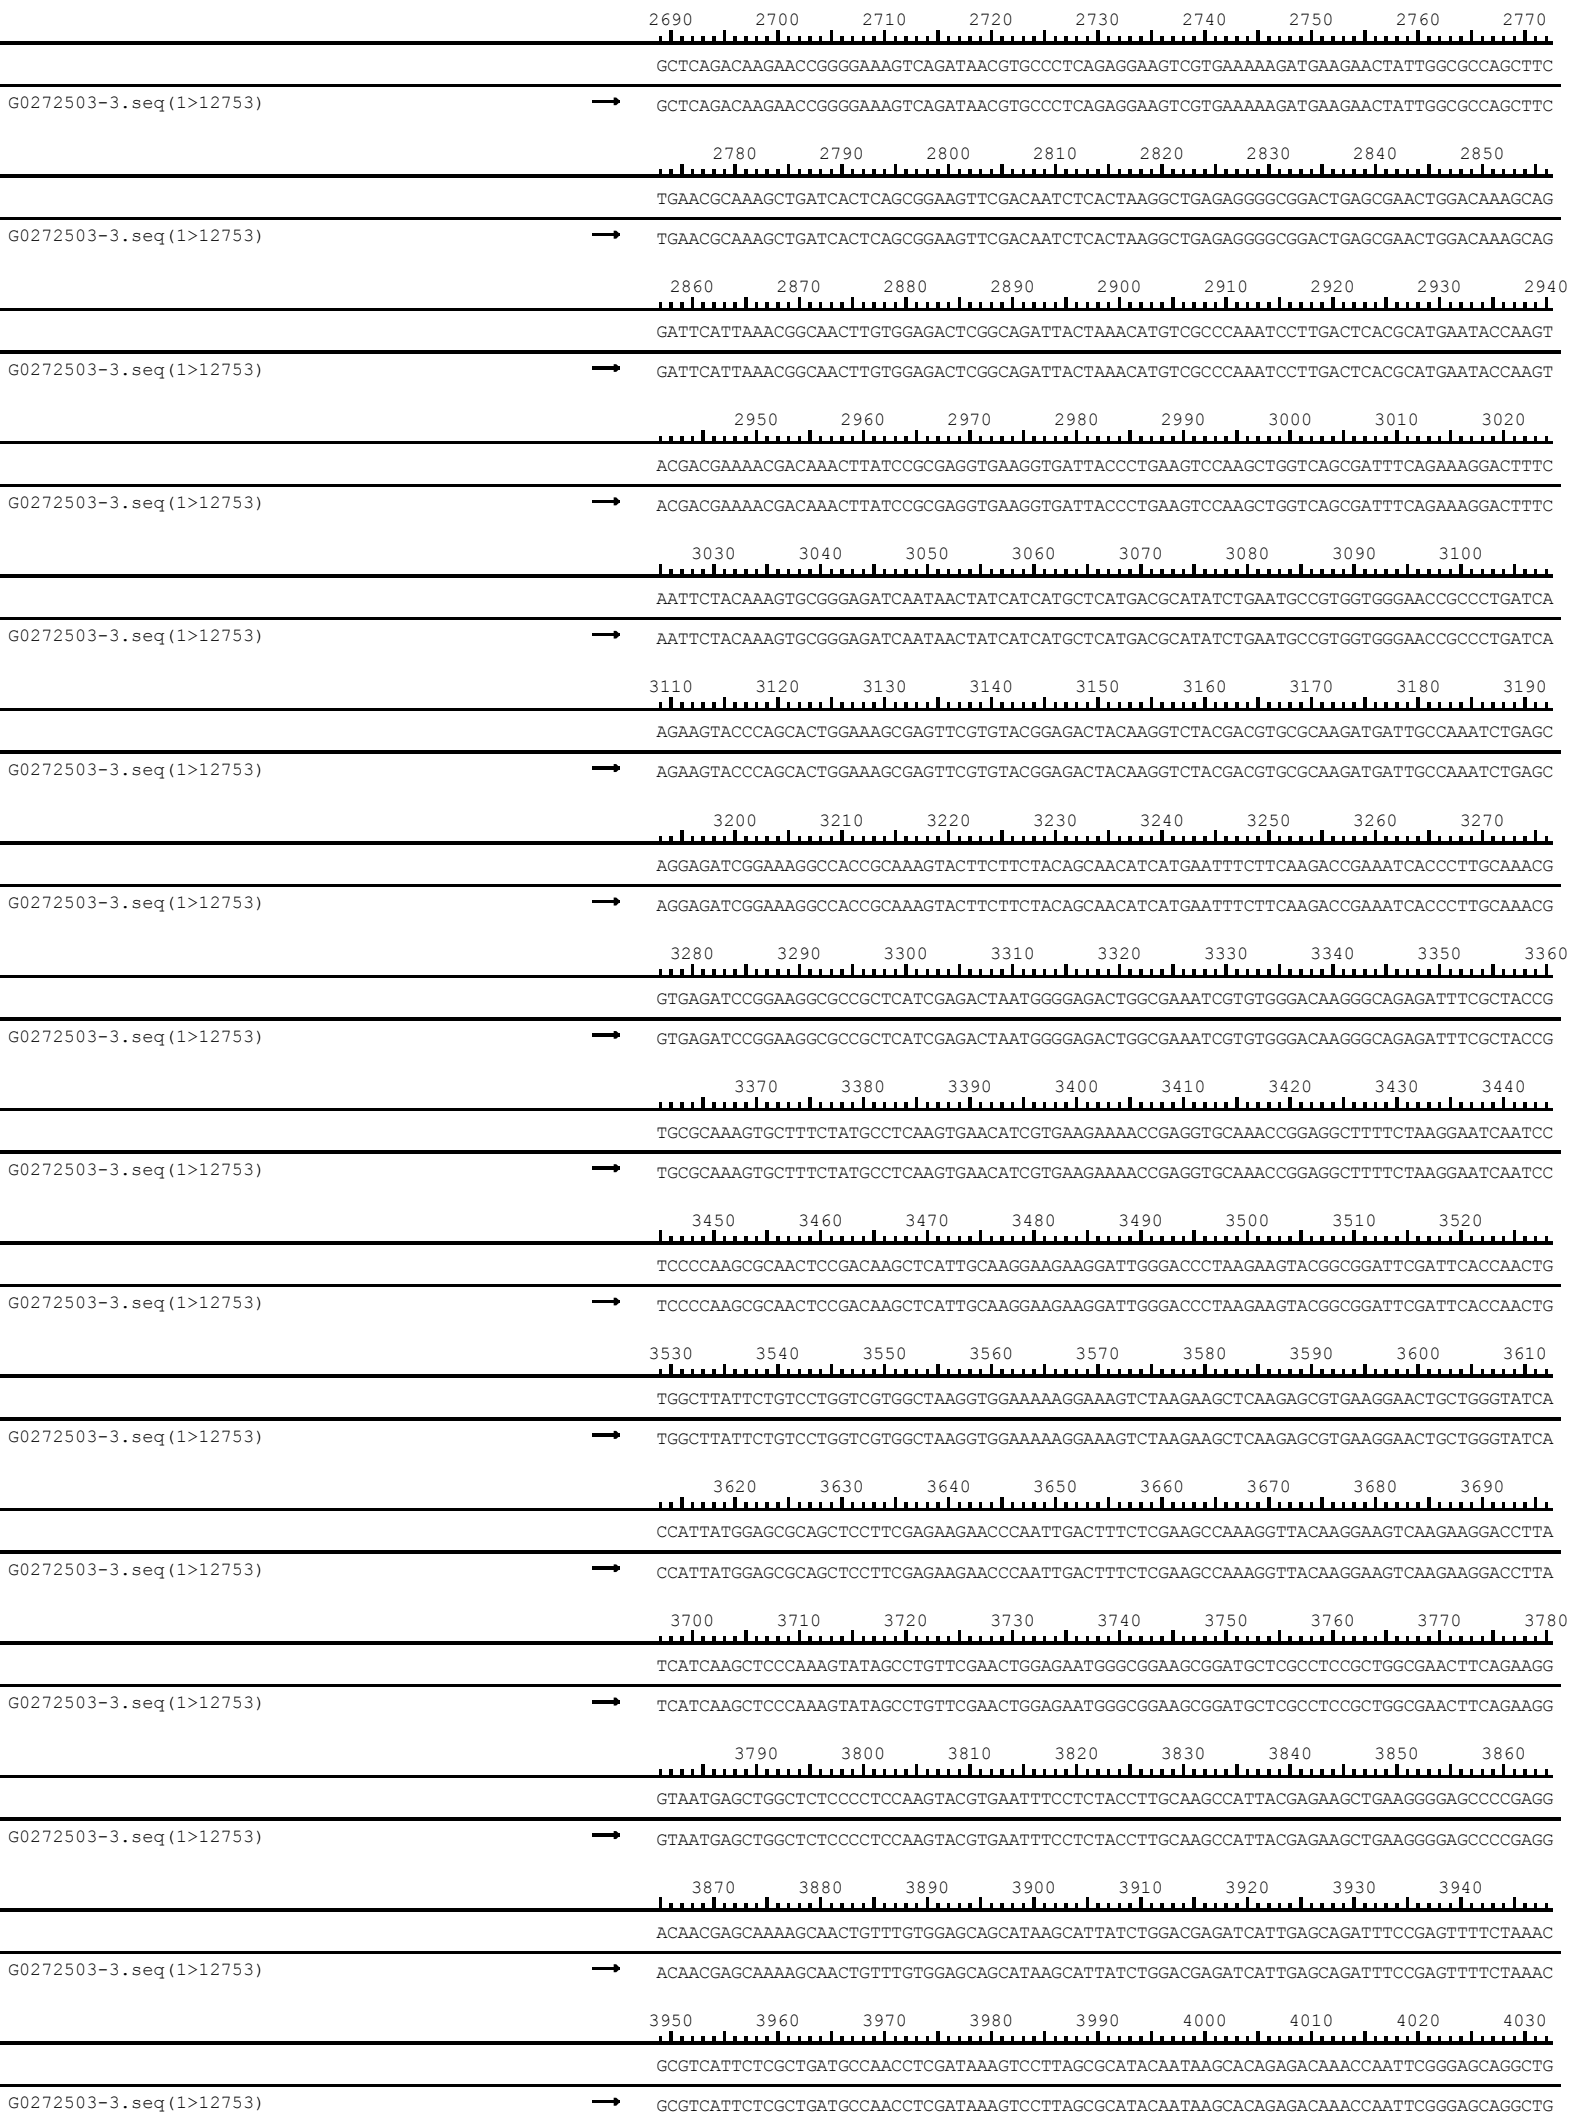 2690 2700 2710 2720 2730 2740 2750 2760 2770
GCTCAGACAAGAACCGGGGAAAGTCAGATAACGTGCCCTCAGAGGAAGTCGTGAAAAAGATGAAGAACTATTGGCGCCAGCTTC
G0272503-3.seq(1>12753) → GCTCAGACAAGAACCGGGGAAAGTCAGATAACGTGCCCTCAGAGGAAGTCGTGAAAAAGATGAAGAACTATTGGCGCCAGCTTC
2780 2790 2800 2810 2820 2830 2840 2850
TGAACGCAAAGCTGATCACTCAGCGGAAGTTCGACAATCTCACTAAGGCTGAGAGGGGCGGACTGAGCGAACTGGACAAAGCAG
G0272503-3.seq(1>12753) → TGAACGCAAAGCTGATCACTCAGCGGAAGTTCGACAATCTCACTAAGGCTGAGAGGGGCGGACTGAGCGAACTGGACAAAGCAG
2860 2870 2880 2890 2900 2910 2920 2930 2940
GATTCATTAAACGGCAACTTGTGGAGACTCGGCAGATTACTAAACATGTCGCCCAAATCCTTGACTCACGCATGAATACCAAGT
G0272503-3.seq(1>12753) → GATTCATTAAACGGCAACTTGTGGAGACTCGGCAGATTACTAAACATGTCGCCCAAATCCTTGACTCACGCATGAATACCAAGT
2950 2960 2970 2980 2990 3000 3010 3020
ACGACGAAAACGACAAACTTATCCGCGAGGTGAAGGTGATTACCCTGAAGTCCAAGCTGGTCAGCGATTTCAGAAAGGACTTTC
G0272503-3.seq(1>12753) → ACGACGAAAACGACAAACTTATCCGCGAGGTGAAGGTGATTACCCTGAAGTCCAAGCTGGTCAGCGATTTCAGAAAGGACTTTC
3030 3040 3050 3060 3070 3080 3090 3100
AATTCTACAAAGTGCGGGAGATCAATAACTATCATCATGCTCATGACGCATATCTGAATGCCGTGGTGGGAACCGCCCTGATCA
G0272503-3.seq(1>12753) → AATTCTACAAAGTGCGGGAGATCAATAACTATCATCATGCTCATGACGCATATCTGAATGCCGTGGTGGGAACCGCCCTGATCA
3110 3120 3130 3140 3150 3160 3170 3180 3190
AGAAGTACCCAGCACTGGAAAGCGAGTTCGTGTACGGAGACTACAAGGTCTACGACGTGCGCAAGATGATTGCCAAATCTGAGC
G0272503-3.seq(1>12753) → AGAAGTACCCAGCACTGGAAAGCGAGTTCGTGTACGGAGACTACAAGGTCTACGACGTGCGCAAGATGATTGCCAAATCTGAGC
3200 3210 3220 3230 3240 3250 3260 3270
AGGAGATCGGAAAGGCCACCGCAAAGTACTTCTTCTACAGCAACATCATGAATTTCTTCAAGACCGAAATCACCCTTGCAAACG
G0272503-3.seq(1>12753) → AGGAGATCGGAAAGGCCACCGCAAAGTACTTCTTCTACAGCAACATCATGAATTTCTTCAAGACCGAAATCACCCTTGCAAACG
3280 3290 3300 3310 3320 3330 3340 3350 3360
GTGAGATCCGGAAGGCGCCGCTCATCGAGACTAATGGGGAGACTGGCGAAATCGTGTGGGACAAGGGCAGAGATTTCGCTACCG
G0272503-3.seq(1>12753) → GTGAGATCCGGAAGGCGCCGCTCATCGAGACTAATGGGGAGACTGGCGAAATCGTGTGGGACAAGGGCAGAGATTTCGCTACCG
3370 3380 3390 3400 3410 3420 3430 3440
TGCGCAAAGTGCTTTCTATGCCTCAAGTGAACATCGTGAAGAAAACCGAGGTGCAAACCGGAGGCTTTTCTAAGGAATCAATCC
G0272503-3.seq(1>12753) → TGCGCAAAGTGCTTTCTATGCCTCAAGTGAACATCGTGAAGAAAACCGAGGTGCAAACCGGAGGCTTTTCTAAGGAATCAATCC
3450 3460 3470 3480 3490 3500 3510 3520
TCCCCAAGCGCAACTCCGACAAGCTCATTGCAAGGAAGAAGGATTGGGACCCTAAGAAGTACGGCGGATTCGATTCACCAACTG
G0272503-3.seq(1>12753) → TCCCCAAGCGCAACTCCGACAAGCTCATTGCAAGGAAGAAGGATTGGGACCCTAAGAAGTACGGCGGATTCGATTCACCAACTG
3530 3540 3550 3560 3570 3580 3590 3600 3610
TGGCTTATTCTGTCCTGGTCGTGGCTAAGGTGGAAAAAGGAAAGTCTAAGAAGCTCAAGAGCGTGAAGGAACTGCTGGGTATCA
G0272503-3.seq(1>12753) → TGGCTTATTCTGTCCTGGTCGTGGCTAAGGTGGAAAAAGGAAAGTCTAAGAAGCTCAAGAGCGTGAAGGAACTGCTGGGTATCA
3620 3630 3640 3650 3660 3670 3680 3690
CCATTATGGAGCGCAGCTCCTTCGAGAAGAACCCAATTGACTTTCTCGAAGCCAAAGGTTACAAGGAAGTCAAGAAGGACCTTA
G0272503-3.seq(1>12753) → CCATTATGGAGCGCAGCTCCTTCGAGAAGAACCCAATTGACTTTCTCGAAGCCAAAGGTTACAAGGAAGTCAAGAAGGACCTTA
3700 3710 3720 3730 3740 3750 3760 3770 3780
TCATCAAGCTCCCAAAGTATAGCCTGTTCGAACTGGAGAATGGGCGGAAGCGGATGCTCGCCTCCGCTGGCGAACTTCAGAAGG
G0272503-3.seq(1>12753) → TCATCAAGCTCCCAAAGTATAGCCTGTTCGAACTGGAGAATGGGCGGAAGCGGATGCTCGCCTCCGCTGGCGAACTTCAGAAGG
3790 3800 3810 3820 3830 3840 3850 3860
GTAATGAGCTGGCTCTCCCCTCCAAGTACGTGAATTTCCTCTACCTTGCAAGCCATTACGAGAAGCTGAAGGGGAGCCCCGAGG
G0272503-3.seq(1>12753) → GTAATGAGCTGGCTCTCCCCTCCAAGTACGTGAATTTCCTCTACCTTGCAAGCCATTACGAGAAGCTGAAGGGGAGCCCCGAGG
3870 3880 3890 3900 3910 3920 3930 3940
ACAACGAGCAAAAGCAACTGTTTGTGGAGCAGCATAAGCATTATCTGGACGAGATCATTGAGCAGATTTCCGAGTTTTCTAAAC
G0272503-3.seq(1>12753) → ACAACGAGCAAAAGCAACTGTTTGTGGAGCAGCATAAGCATTATCTGGACGAGATCATTGAGCAGATTTCCGAGTTTTCTAAAC
3950 3960 3970 3980 3990 4000 4010 4020 4030
GCGTCATTCTCGCTGATGCCAACCTCGATAAAGTCCTTAGCGCATACAATAAGCACAGAGACAAACCAATTCGGGAGCAGGCTG
G0272503-3.seq(1>12753) → GCGTCATTCTCGCTGATGCCAACCTCGATAAAGTCCTTAGCGCATACAATAAGCACAGAGACAAACCAATTCGGGAGCAGGCTG